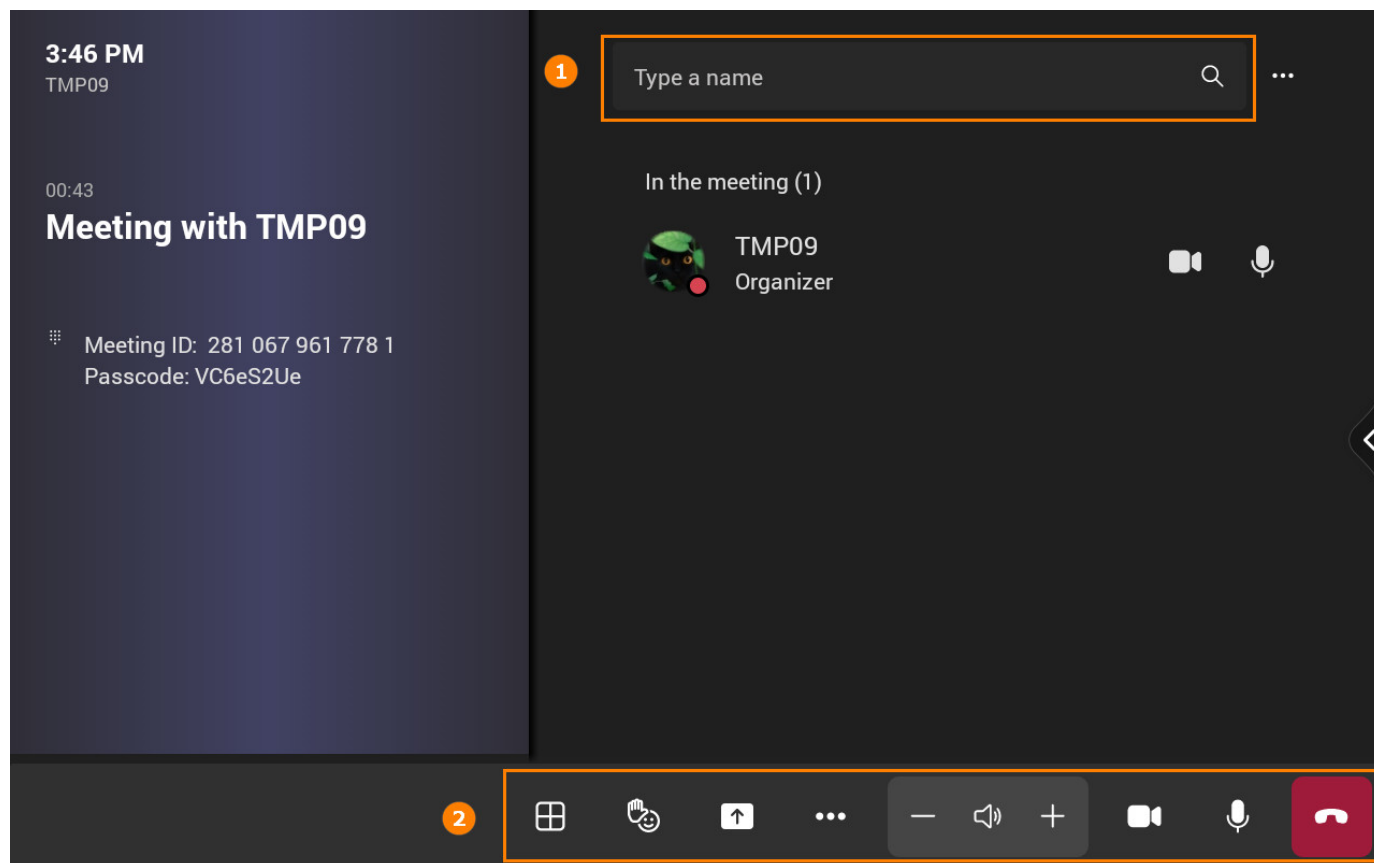 3:46 PM
TMP09
00:43
Meeting with TMP09
Meeting ID: 281 067 961 778 1
Passcode: VC6eS2Ue
1
Type a name
In the meeting (1)
TMP09
Organizer
2